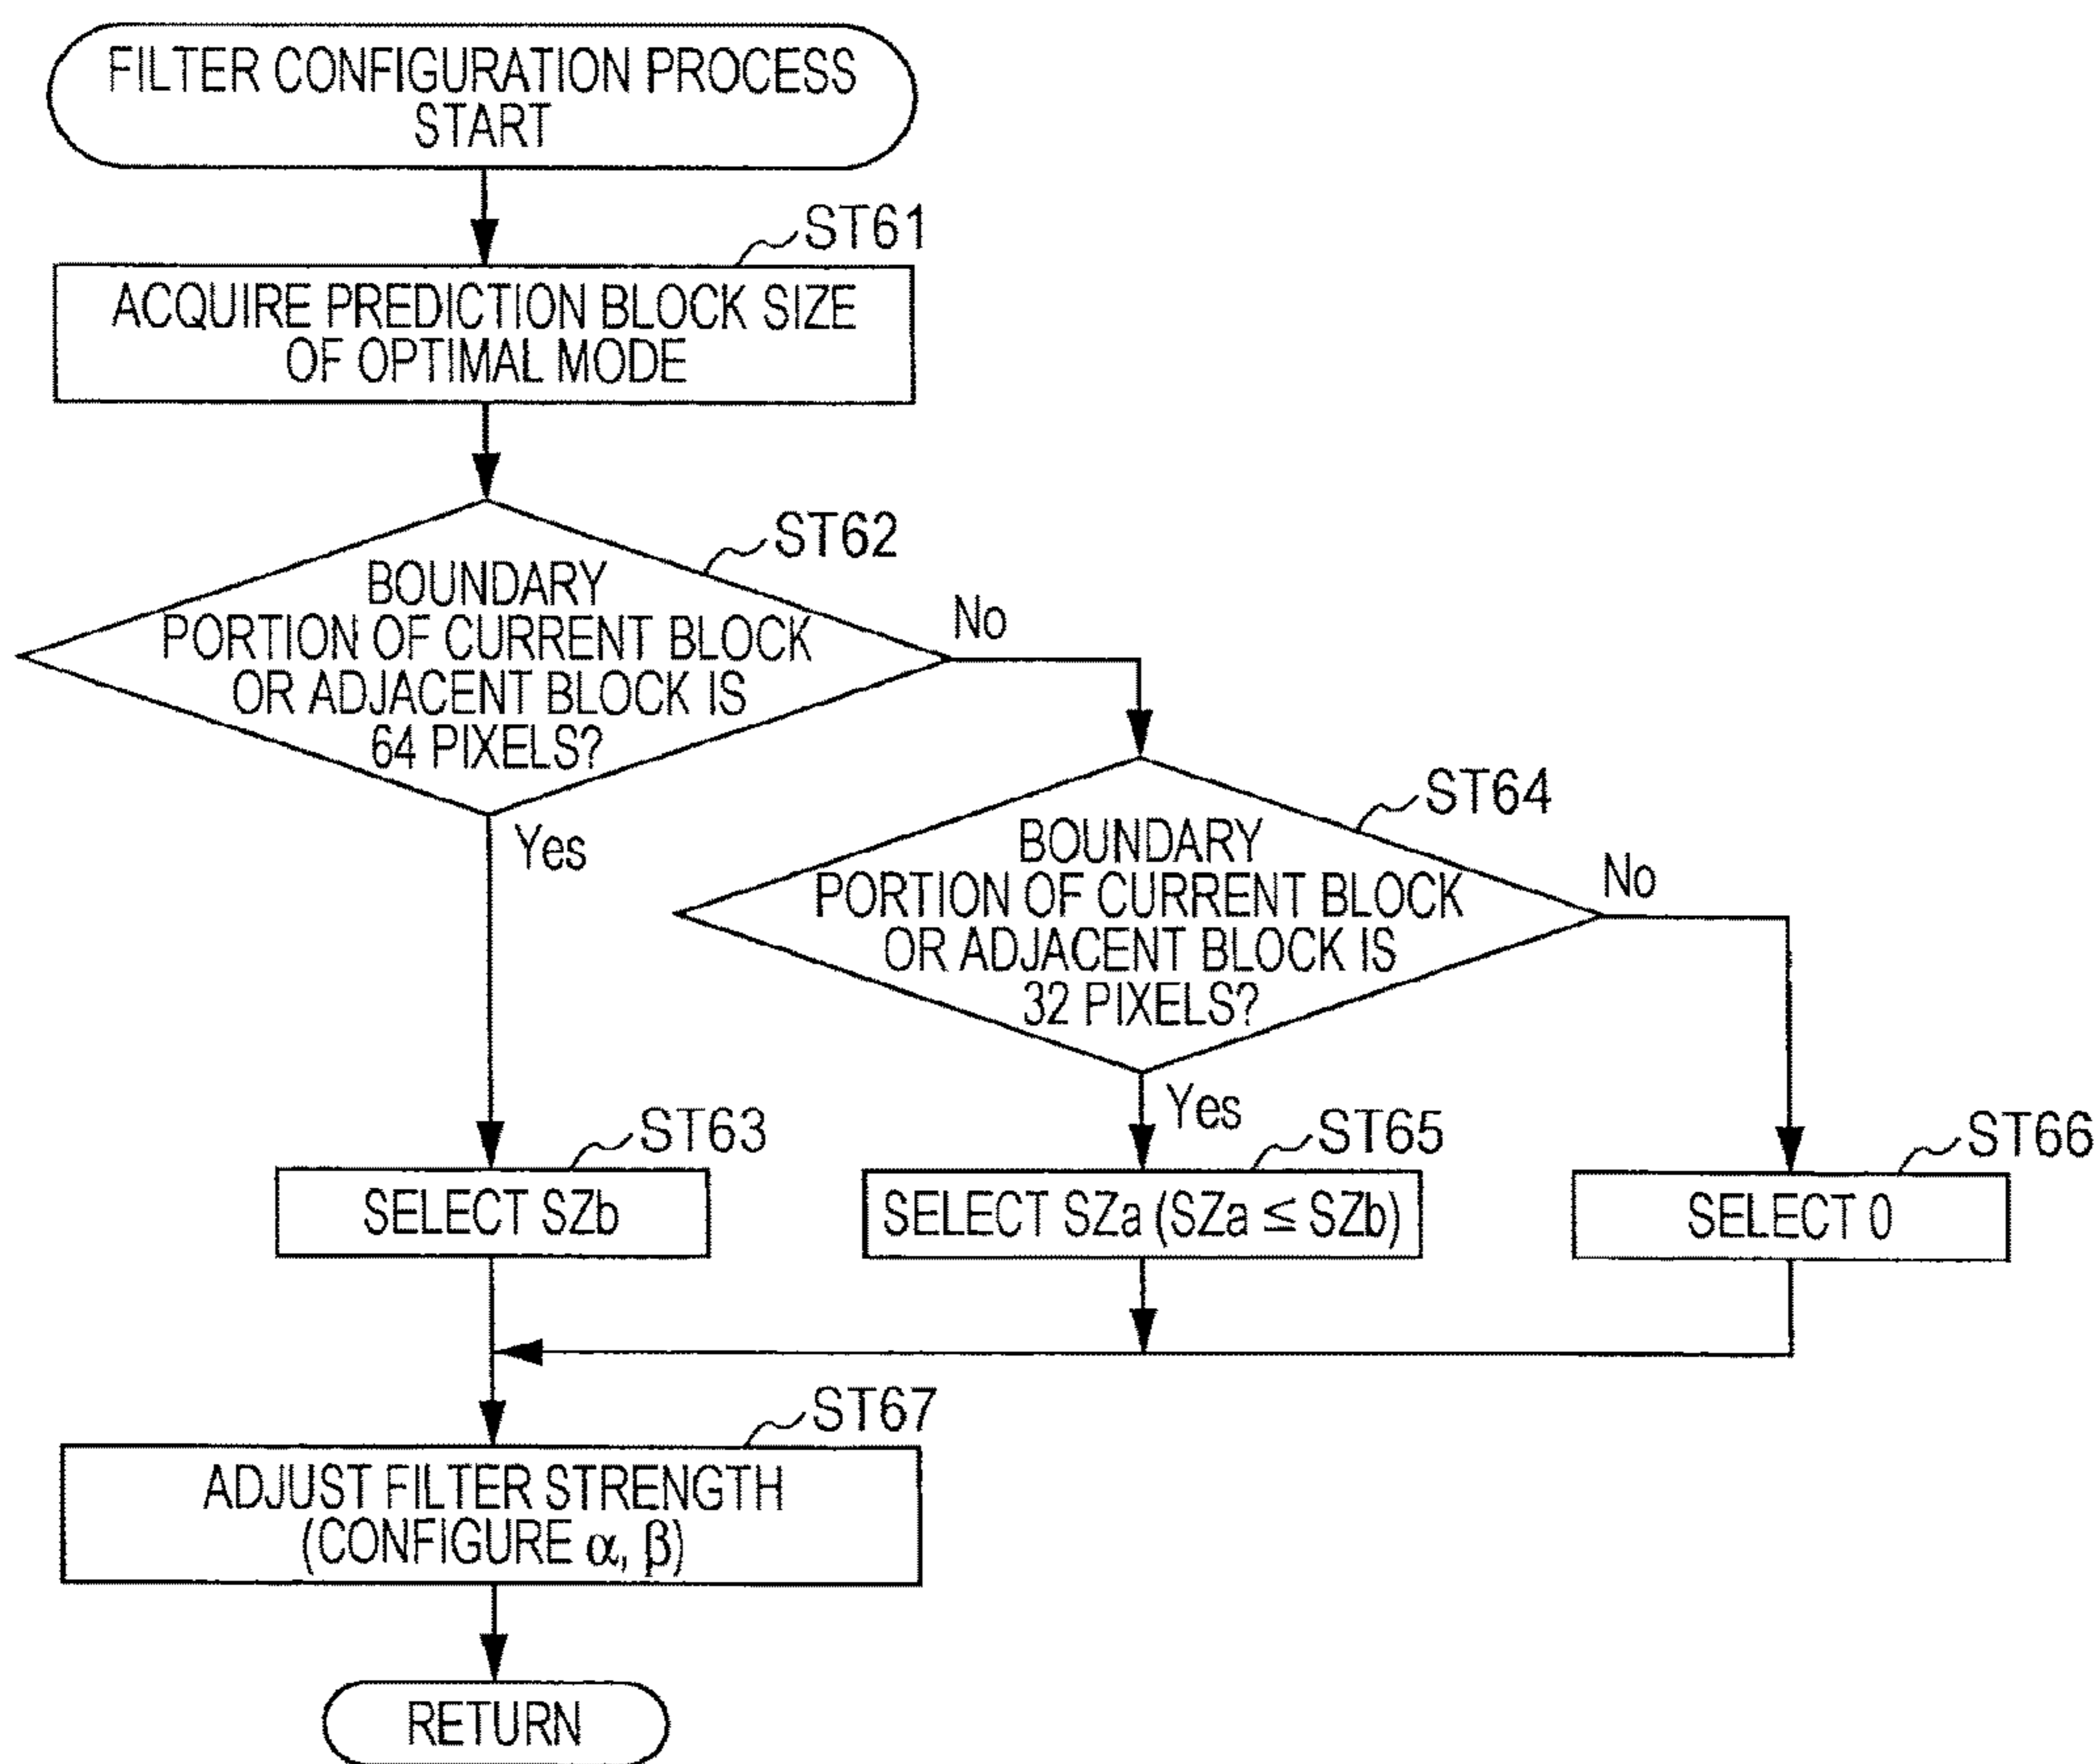 FILTER CONFIGURATION PROCESS
START
ST61
ACQUIRE PREDICTION BLOCK SIZE
OF OPTIMAL MODE
ST62
BOUNDARY
PORTION OF CURRENT BLOCK
OR ADJACENT BLOCK IS
64 PIXELS?
No
Yes
ST64
BOUNDARY
PORTION OF CURRENT BLOCK
OR ADJACENT BLOCK IS
32 PIXELS?
No
Yes
ST63
SELECT SZb
ST65
SELECT SZa (SZa ≤ SZb)
ST66
SELECT 0
ST67
ADJUST FILTER STRENGTH
(CONFIGURE α, β)
RETURN